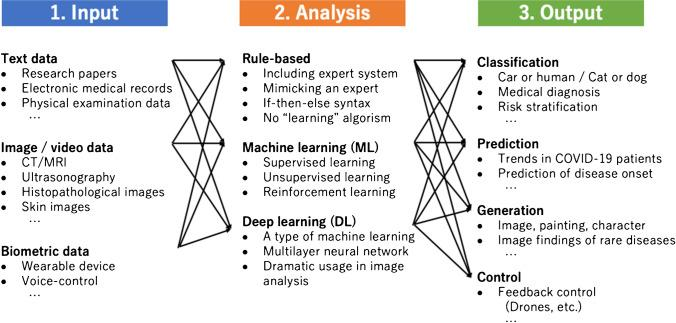 1. Input
2. Analysis
3. Output
Text data
• Research papers
• Electronic medical records
• Physical examination data
…
Image / video data
• CT/MRI
• Ultrasonography
• Histopathological images
• Skin images
…
Biometric data
• Wearable device
• Voice-control
…
Rule-based
• Including expert system
• Mimicking an expert
• If-then-else syntax
• No “learning” algorism
Machine learning (ML)
• Supervised learning
• Unsupervised learning
• Reinforcement learning
Deep learning (DL)
• A type of machine learning
• Multilayer neural network
• Dramatic usage in image
analysis
Classification
• Car or human / Cat or dog
• Medical diagnosis
• Risk stratification
…
Prediction
• Trends in COVID-19 patients
• Prediction of disease onset
…
Generation
• Image, painting, character
• Image findings of rare diseases
…
Control
• Feedback control
(Drones, etc.)
…